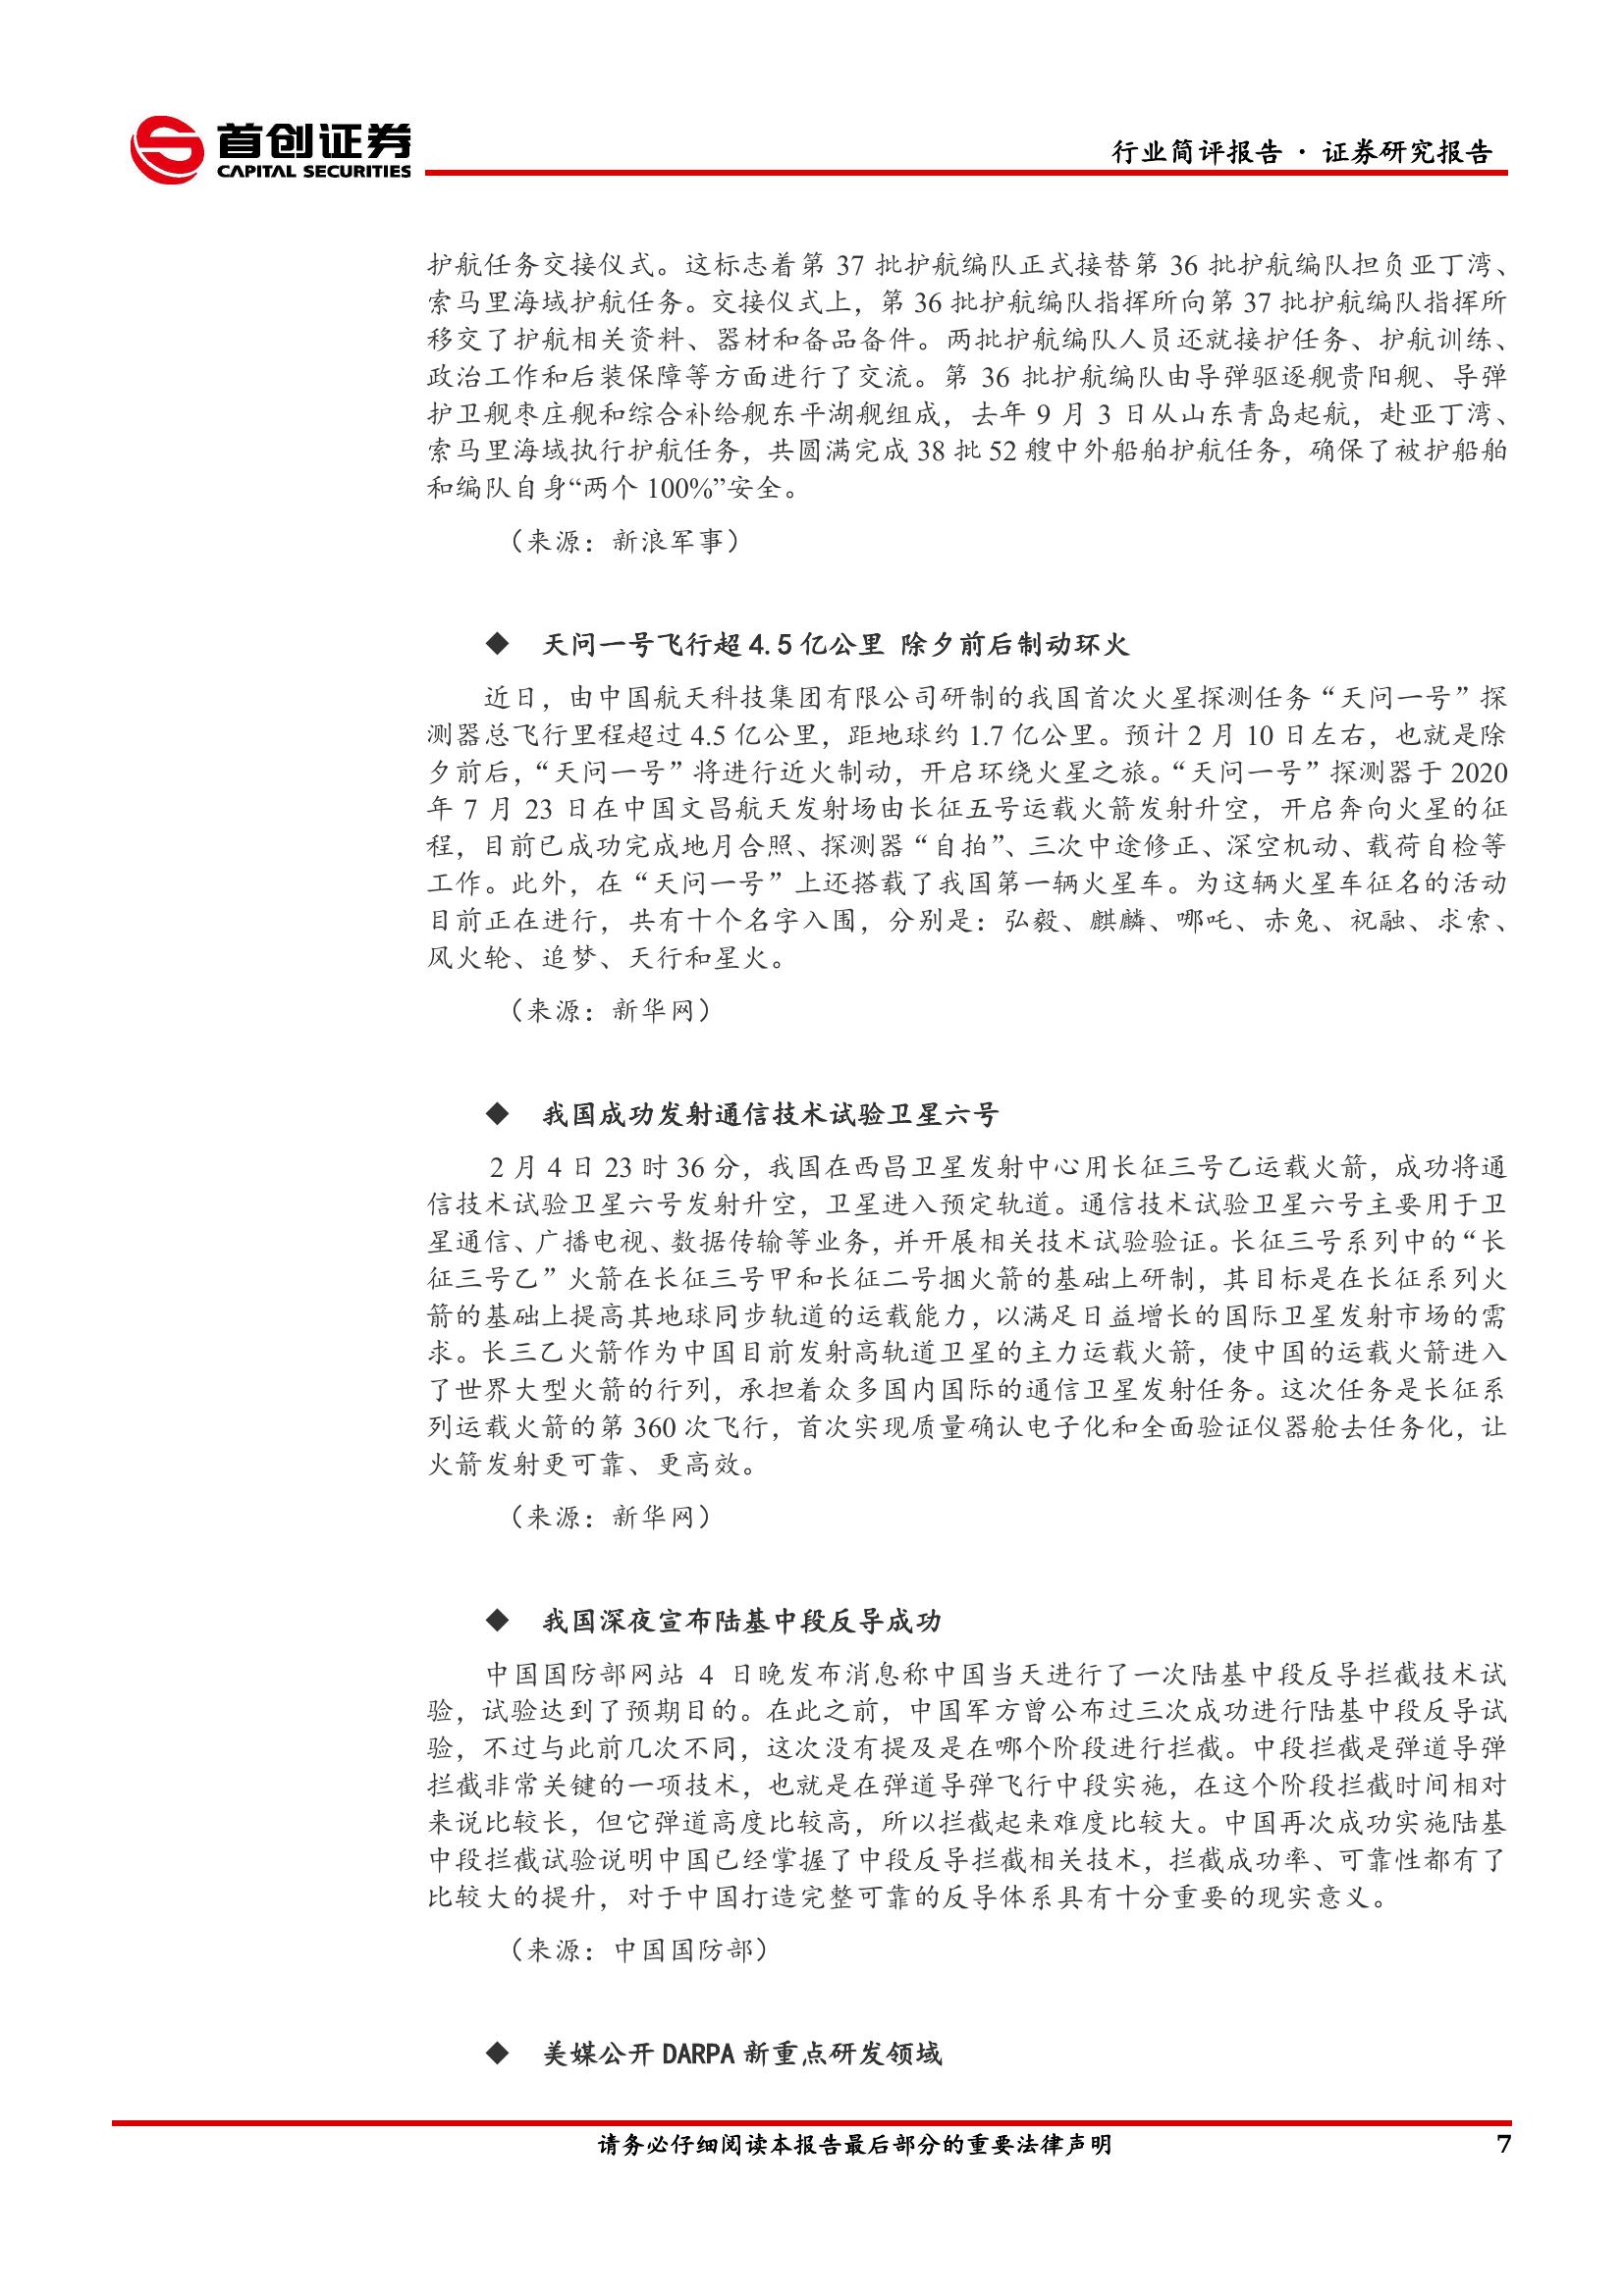 首创证券
CAPITAL SECURITIES
行业简评报告 · 证券研究报告
护航任务交接仪式。这标志着第 37 批护航编队正式接替第 36 批护航编队担负亚丁湾、
索马里海域护航任务。交接仪式上，第 36 批护航编队指挥所向第 37 批护航编队指挥所
移交了护航相关资料、器材和备品备件。两批护航编队人员还就接护任务、护航训练、
政治工作和后装保障等方面进行了交流。第 36 批护航编队由导弹驱逐舰贵阳舰、导弹
护卫舰枣庄舰和综合补给舰东平湖舰组成，去年 9 月 3 日从山东青岛起航，赴亚丁湾、
索马里海域执行护航任务，共圆满完成 38 批 52 艘中外船舶护航任务，确保了被护船舶
和编队自身“两个 100%”安全。
（来源：新浪军事）
◆ 天问一号飞行超 4.5 亿公里 除夕前后制动环火
近日，由中国航天科技集团有限公司研制的我国首次火星探测任务“天问一号”探
测器总飞行里程超过 4.5 亿公里，距地球约 1.7 亿公里。预计 2 月 10 日左右，也就是除
夕前后，“天问一号”将进行近火制动，开启环绕火星之旅。“天问一号”探测器于 2020
年 7 月 23 日在中国文昌航天发射场由长征五号运载火箭发射升空，开启奔向火星的征
程，目前已成功完成地月合照、探测器“自拍”、三次中途修正、深空机动、载荷自检等
工作。此外，在“天问一号”上还搭载了我国第一辆火星车。为这辆火星车征名的活动
目前正在进行，共有十个名字入围，分别是：弘毅、麒麟、哪吒、赤兔、祝融、求索、
风火轮、追梦、天行和星火。
（来源：新华网）
◆ 我国成功发射通信技术试验卫星六号
2 月 4 日 23 时 36 分，我国在西昌卫星发射中心用长征三号乙运载火箭，成功将通
信技术试验卫星六号发射升空，卫星进入预定轨道。通信技术试验卫星六号主要用于卫
星通信、广播电视、数据传输等业务，并开展相关技术试验验证。长征三号系列中的“长
征三号乙”火箭在长征三号甲和长征二号捆火箭的基础上研制，其目标是在长征系列火
箭的基础上提高其地球同步轨道的运载能力，以满足日益增长的国际卫星发射市场的需
求。长三乙火箭作为中国目前发射高轨道卫星的主力运载火箭，使中国的运载火箭进入
了世界大型火箭的行列，承担着众多国内国际的通信卫星发射任务。这次任务是长征系
列运载火箭的第 360 次飞行，首次实现质量确认电子化和全面验证仪器舱去任务化，让
火箭发射更可靠、更高效。
（来源：新华网）
◆ 我国深夜宣布陆基中段反导成功
中国国防部网站 4 日晚发布消息称中国当天进行了一次陆基中段反导拦截技术试
验，试验达到了预期目的。在此之前，中国军方曾公布过三次成功进行陆基中段反导试
验，不过与此前几次不同，这次没有提及是在哪个阶段进行拦截。中段拦截是弹道导弹
拦截非常关键的一项技术，也就是在弹道导弹飞行中段实施，在这个阶段拦截时间相对
来说比较长，但它弹道高度比较高，所以拦截起来难度比较大。中国再次成功实施陆基
中段拦截试验说明中国已经掌握了中段反导拦截相关技术，拦截成功率、可靠性都有了
比较大的提升，对于中国打造完整可靠的反导体系具有十分重要的现实意义。
（来源：中国国防部）
◆ 美媒公开 DARPA 新重点研发领域
请务必仔细阅读本报告最后部分的重要法律声明
7